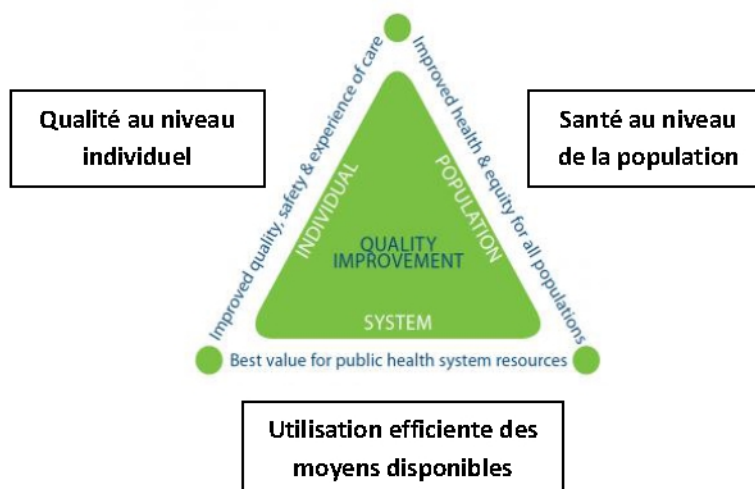 Qualité au niveau
individuel
Santé au niveau
de la population
Improved quality, safety & experience of care
Improved health & equity for all populations
INDIVIDUAL
POPULATION
QUALITY
IMPROVEMENT
SYSTEM
Best value for public health system resources
Utilisation efficiente des
moyens disponibles